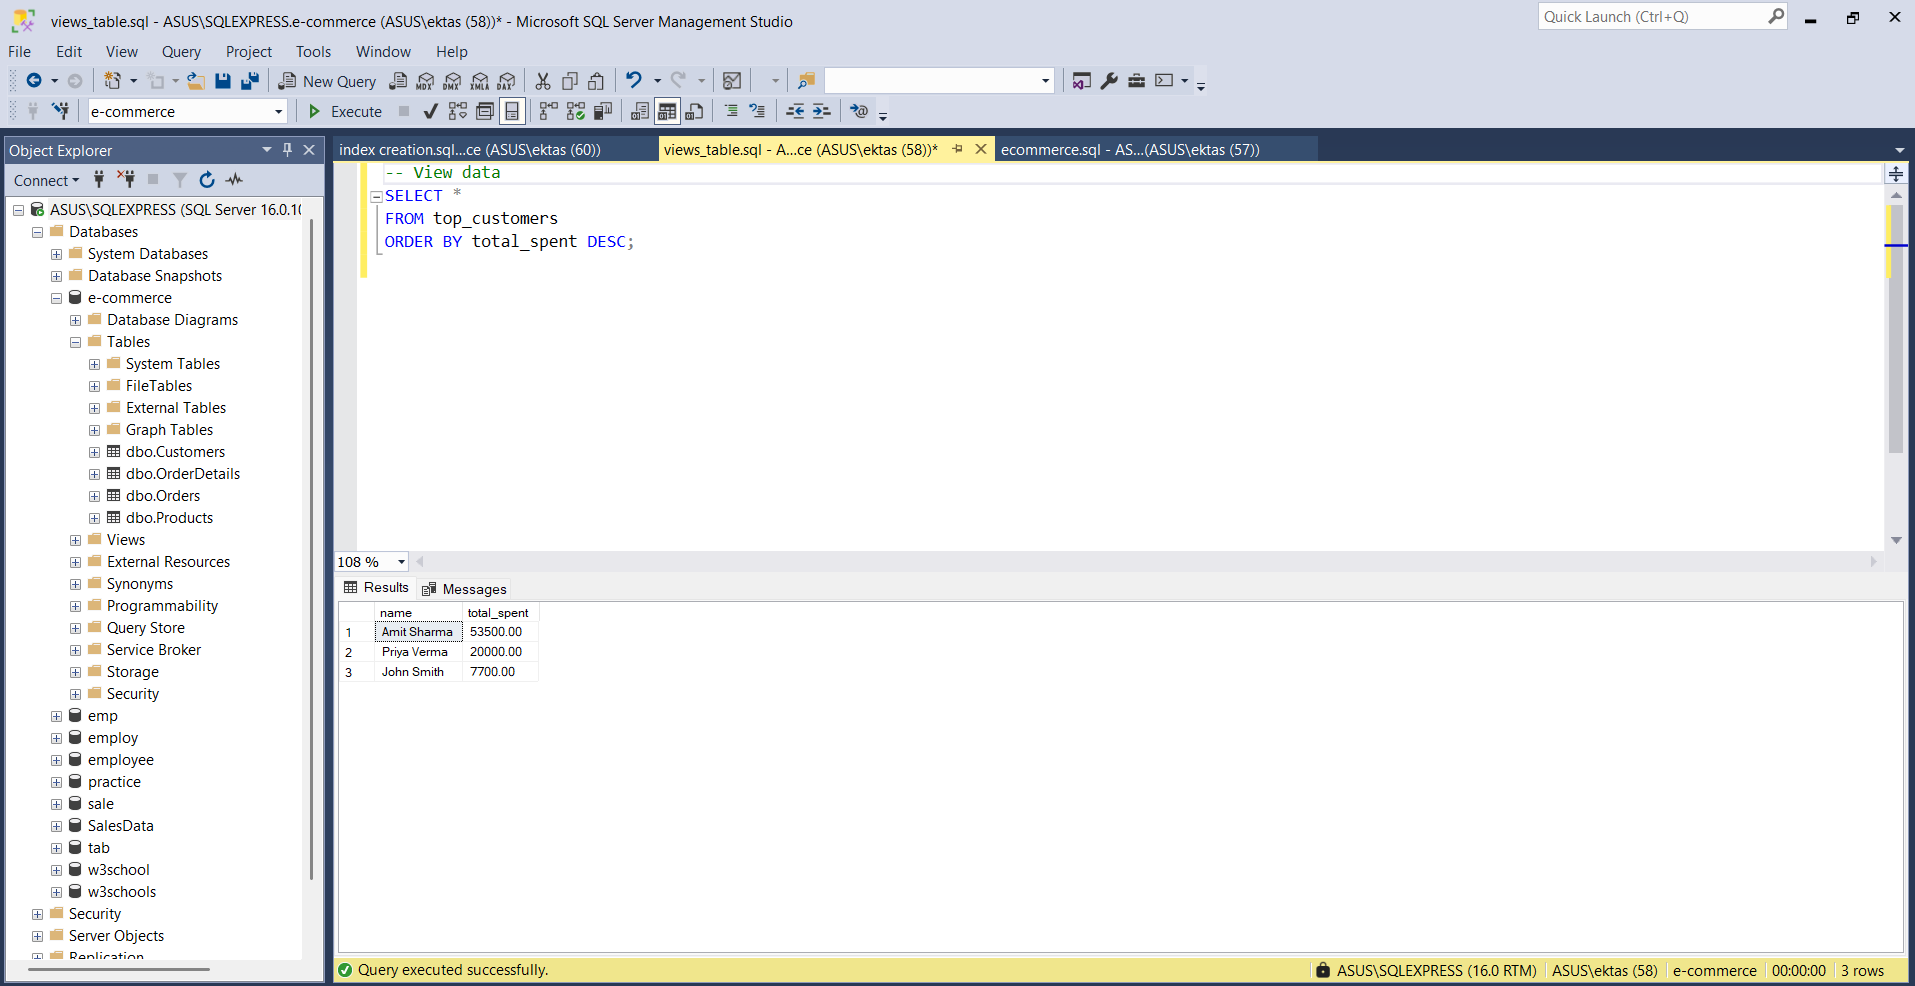 views_table.sql - ASUS\SQLEXPRESS.e-commerce (ASUS\ektas (58))* - Microsoft SQL Server Management Studio
Quick Launch (Ctrl+Q)
File Edit View Query Project Tools Window Help
New Query MDX DMX XMLA DAX
e-commerce Execute
Object Explorer
index creation.sql...ce (ASUS\ektas (60)) views_table.sql - A...ce (ASUS\ektas (58))* ecommerce.sql - AS...(ASUS\ektas (57))
Connect
ASUS\SQLEXPRESS (SQL Server 16.0.10
Databases
System Databases
Database Snapshots
e-commerce
Database Diagrams
Tables
System Tables
FileTables
External Tables
Graph Tables
dbo.Customers
dbo.OrderDetails
dbo.Orders
dbo.Products
Views
External Resources
Synonyms
Programmability
Query Store
Service Broker
Storage
Security
emp
employ
employee
practice
sale
SalesData
tab
w3school
w3schools
Security
Server Objects
Replication
-- View data
SELECT *
FROM top_customers
ORDER BY total_spent DESC;
108 %
Results Messages
name total_spent
1 Amit Sharma 53500.00
2 Priya Verma 20000.00
3 John Smith 7700.00
Query executed successfully. ASUS\SQLEXPRESS (16.0 RTM) ASUS\ektas (58) e-commerce 00:00:00 3 rows